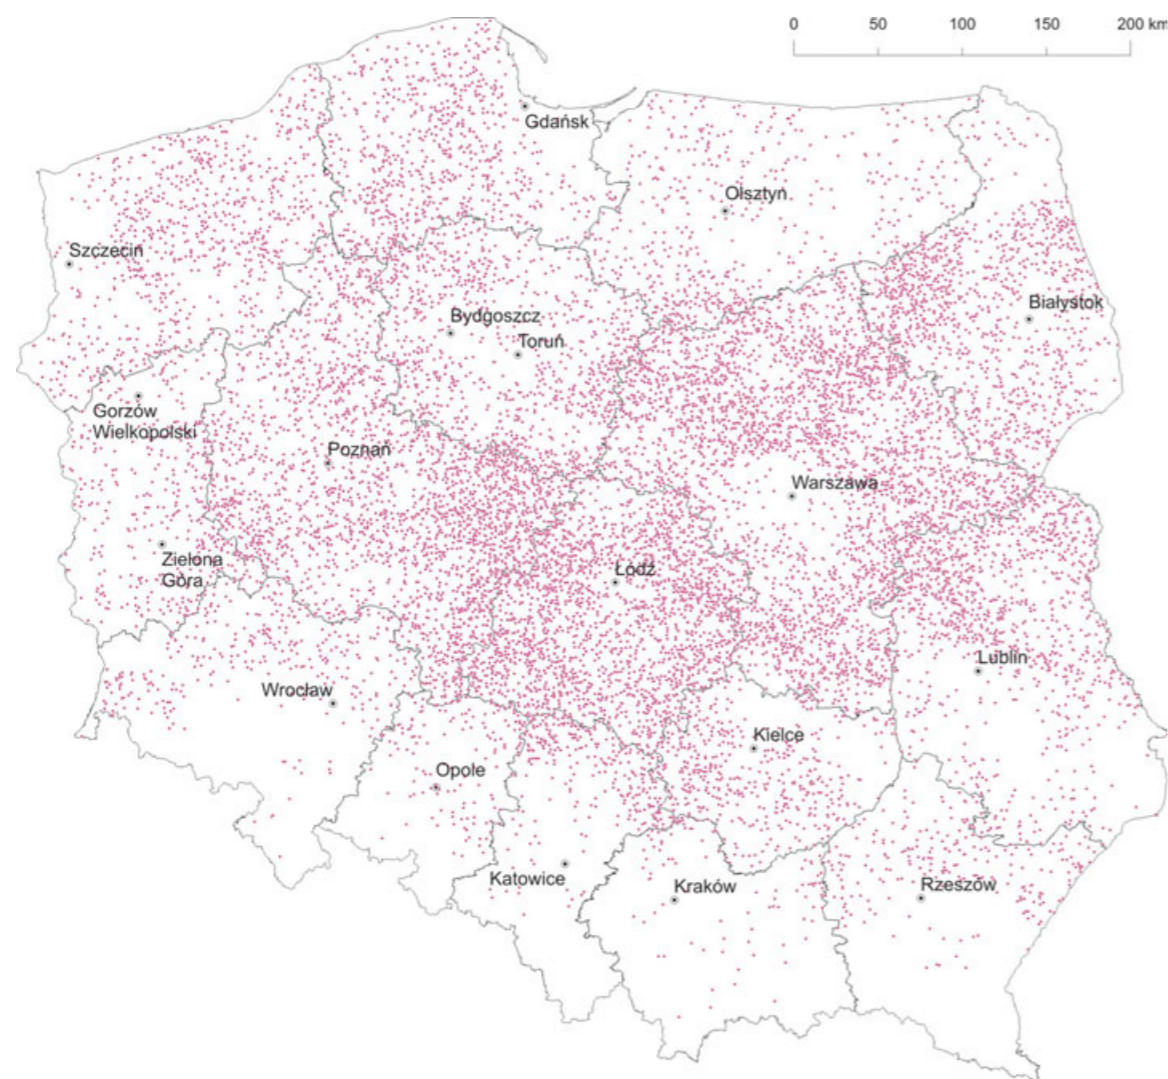 0 50 100 150 200 km
Gdańsk
Olsztyń
Szczecin
Białystok
Bydgoszcz
Toruń
Gorzów
Wielkopolski
Poznań
Warszawa
Zielona
Góra
Łódź
Lublin
Wrocław
Kielce
Opole
Katowice
Kraków
Rzeszów